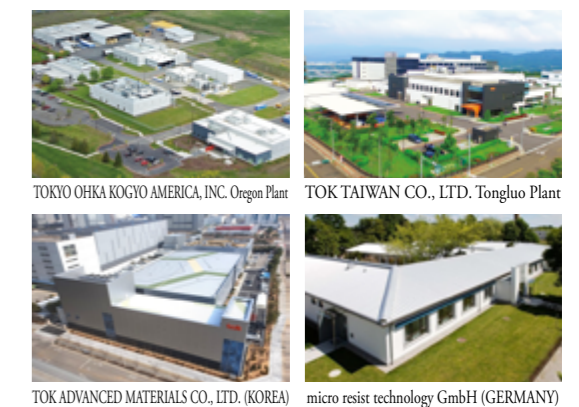 TOKYO OHKA KOGYO AMERICA, INC. Oregon Plant
TOK TAIWAN CO., LTD. Tongluo Plant
TOK ADVANCED MATERIALS CO., LTD. (KOREA)
micro resist technology GmbH (GERMANY)